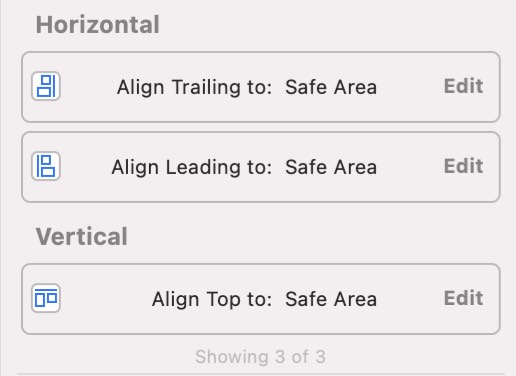 Horizontal
Align Trailing to: Safe Area Edit
Align Leading to: Safe Area Edit
Vertical
Align Top to: Safe Area Edit
Showing 3 of 3